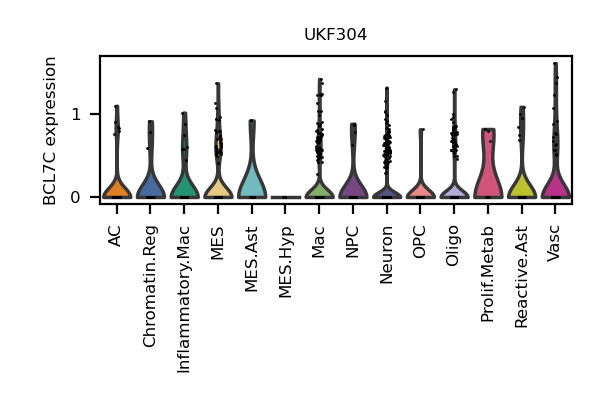 UKF304
BCL7C expression
1
0
AC
Chromatin.Reg
Inflammatory.Mac
MES
MES.Ast
MES.Hyp
Mac
NPC
Neuron
OPC
Oligo
Prolif.Metab
Reactive.Ast
Vasc